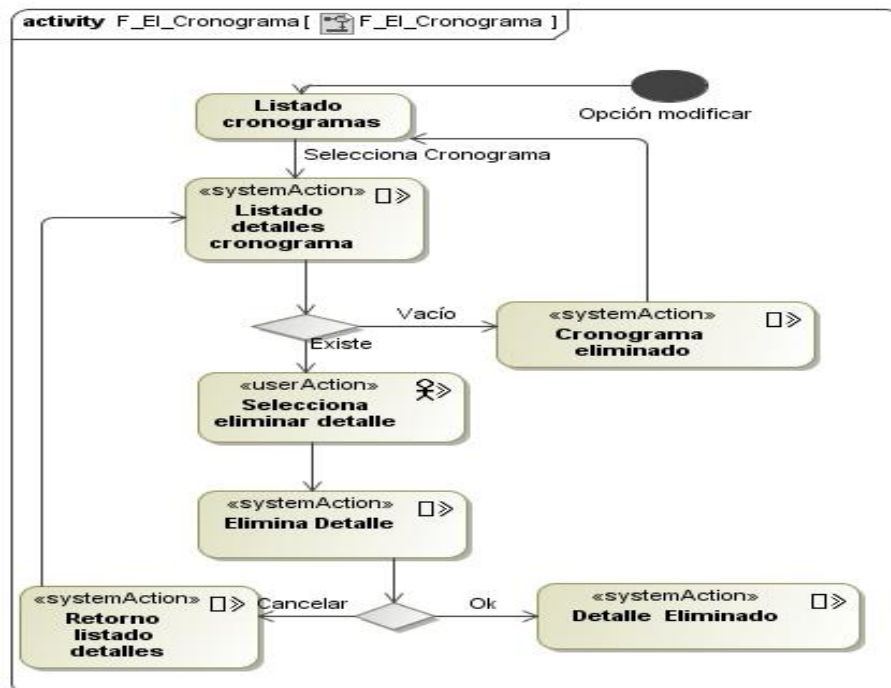 activity F_El_Cronograma [ F_El_Cronograma ]
Listado
cronogramas
Opción modificar
Selecciona Cronograma
«systemAction»
Listado
detalles
cronograma
Vacío
Existe
«systemAction»
Cronograma
eliminado
«userAction»
Selecciona
eliminar detalle
«systemAction»
Elimina Detalle
«systemAction»
Retorno
listado
detalles
Cancelar
Ok
«systemAction»
Detalle Eliminado